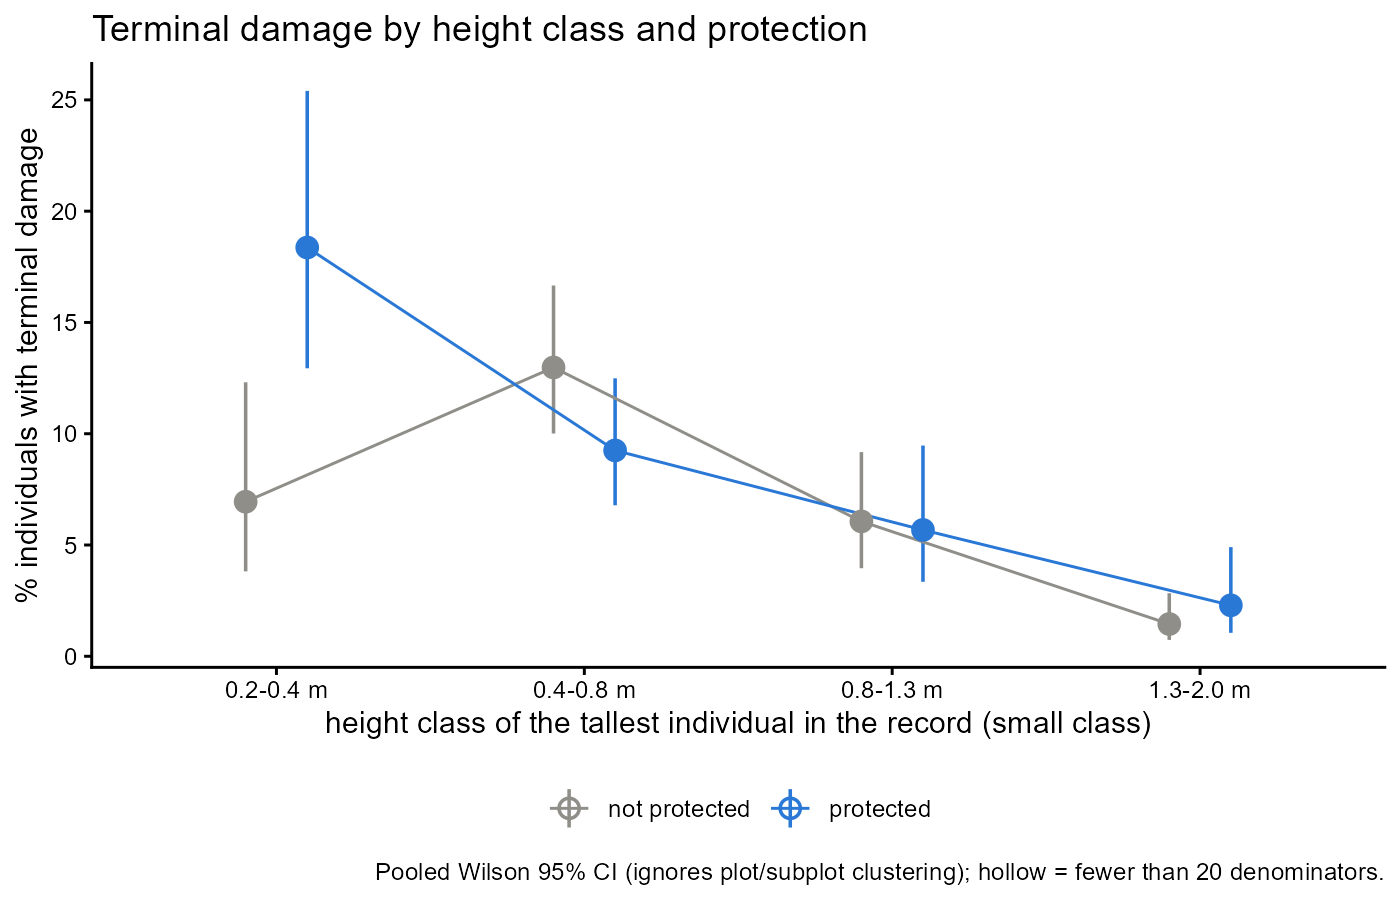 Terminal damage by height class and protection
% individuals with terminal damage
25
20
15
10
5
0
0.2-0.4 m
0.4-0.8 m
0.8-1.3 m
1.3-2.0 m
height class of the tallest individual in the record (small class)
not protected
protected
Pooled Wilson 95% CI (ignores plot/subplot clustering); hollow = fewer than 20 denominators.